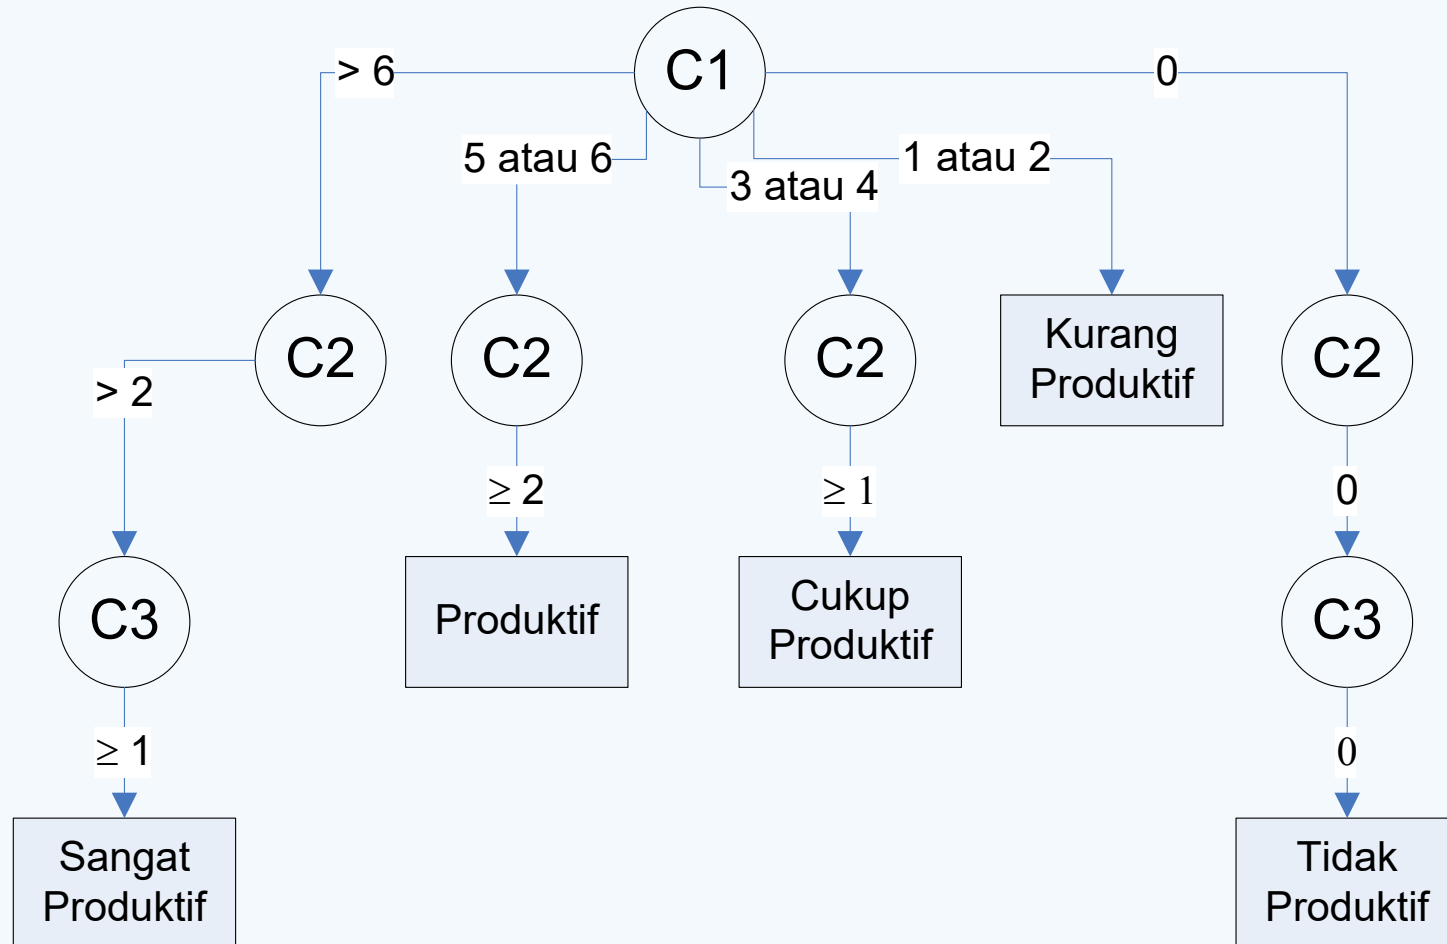 C1
> 6
0
5 atau 6
3 atau 4
1 atau 2
C2
C2
C2
Kurang
Produktif
C2
> 2
≥ 2
≥ 1
0
C3
Produktif
Cukup
Produktif
C3
≥ 1
0
Sangat
Produktif
Tidak
Produktif